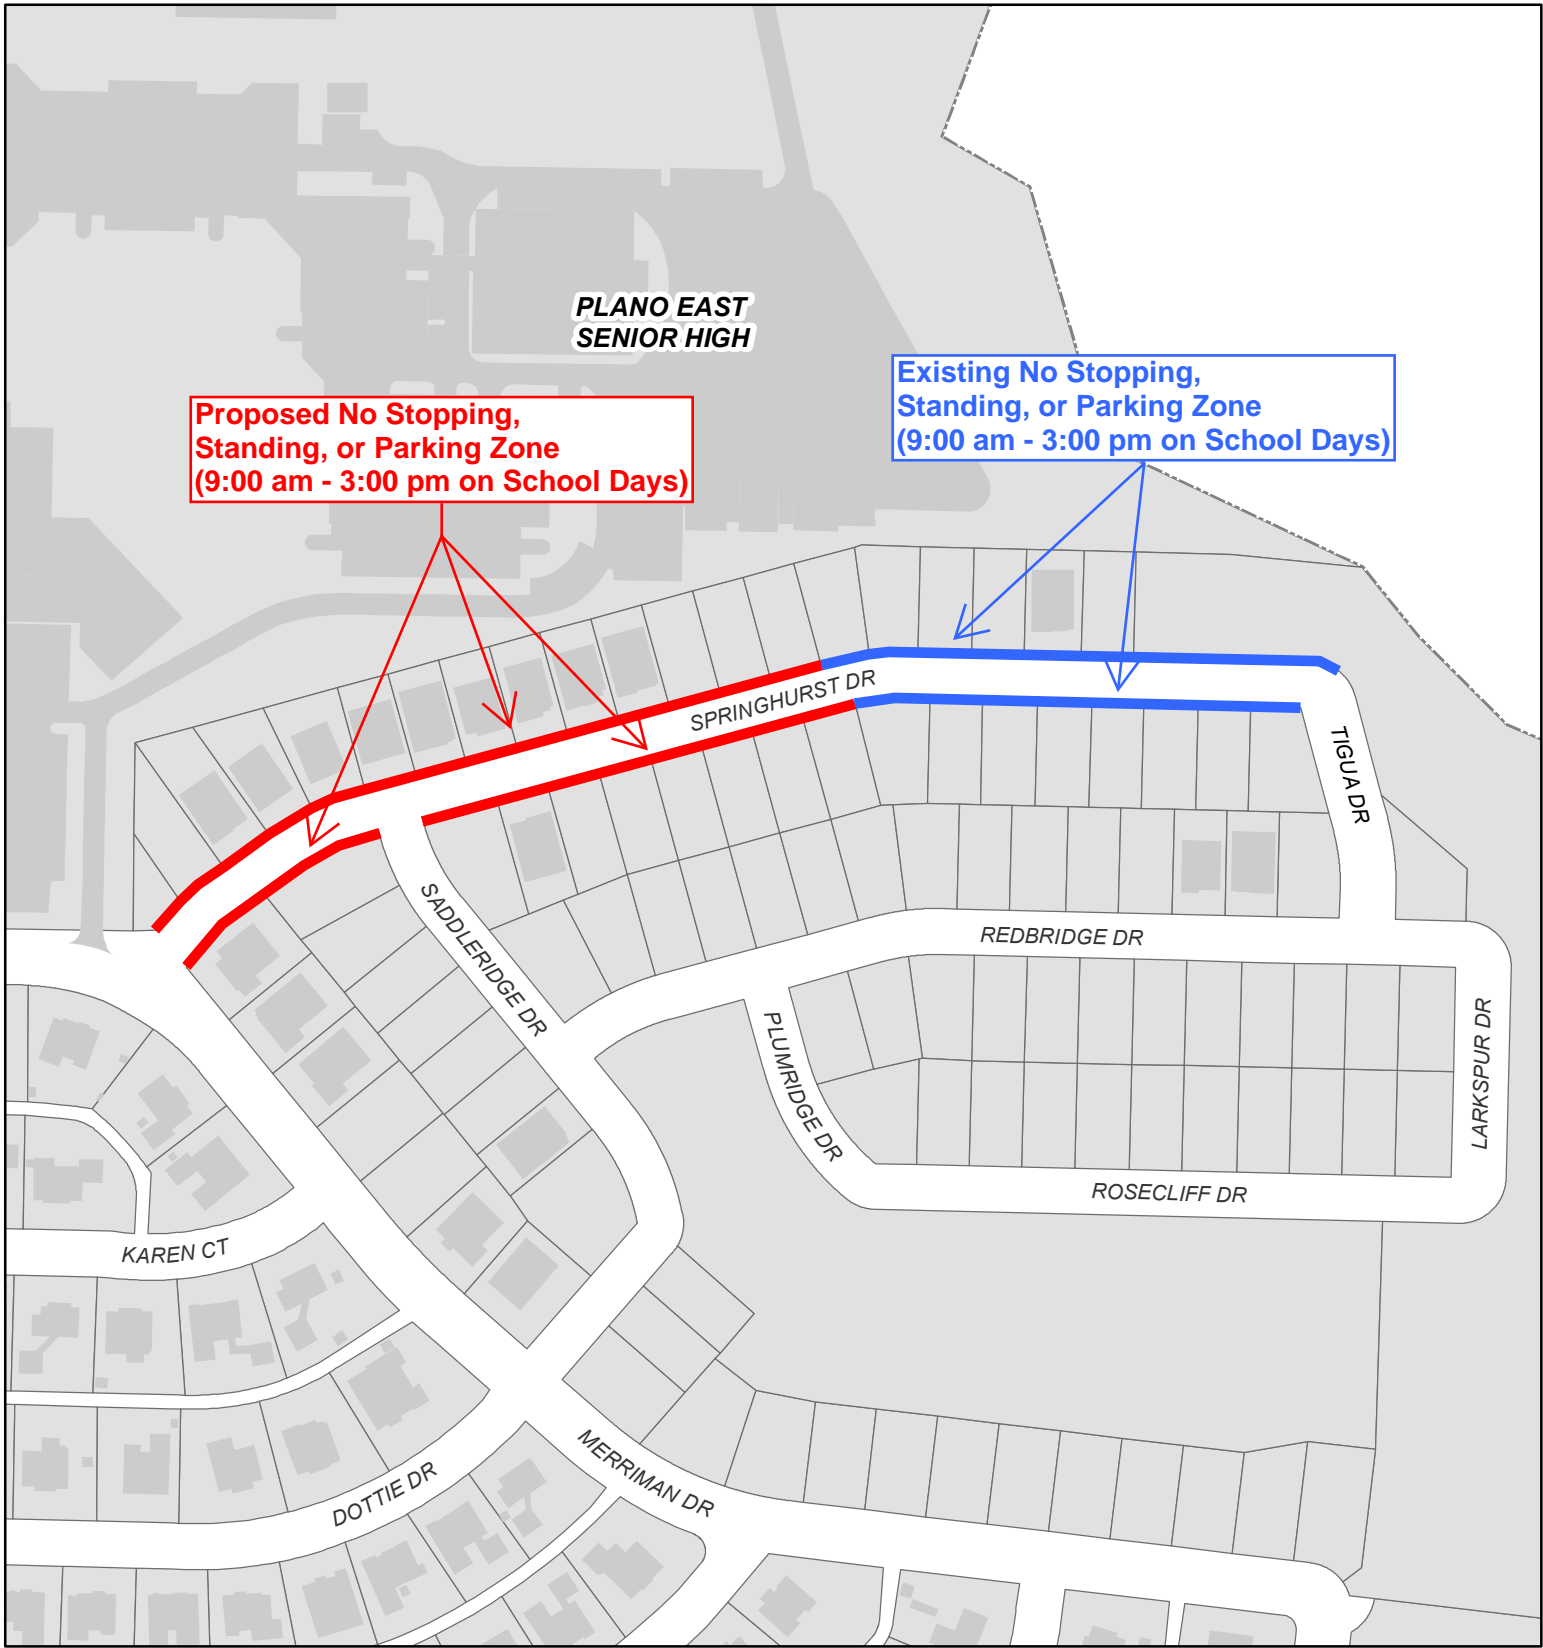 PLANO EAST
SENIOR HIGH
Existing No Stopping,
Standing, or Parking Zone
(9:00 am - 3:00 pm on School Days)
Proposed No Stopping,
Standing, or Parking Zone
(9:00 am - 3:00 pm on School Days)
SPRINGHURST DR
TIGUA DR
SADDLERIDGE DR
REDBRIDGE DR
PLUMRIDGE DR
LARKSPUR DR
ROSECLIFF DR
KAREN CT
MERRIMAN DR
DOTTIE DR